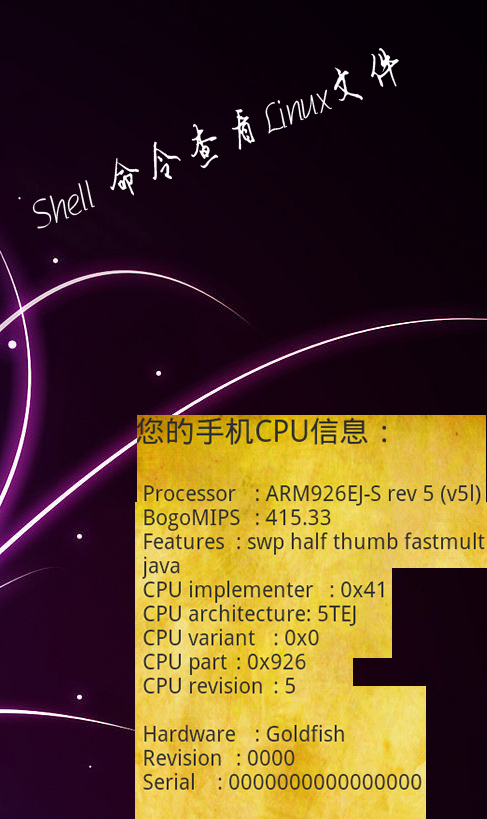 Shell 命令查看Linux文件
您的手机CPU信息：
Processor : ARM926EJ-S rev 5 (v5l)
BogoMIPS : 415.33
Features : swp half thumb fastmult
java
CPU implementer : 0x41
CPU architecture: 5TEJ
CPU variant : 0x0
CPU part : 0x926
CPU revision : 5
Hardware : Goldfish
Revision : 0000
Serial : 0000000000000000